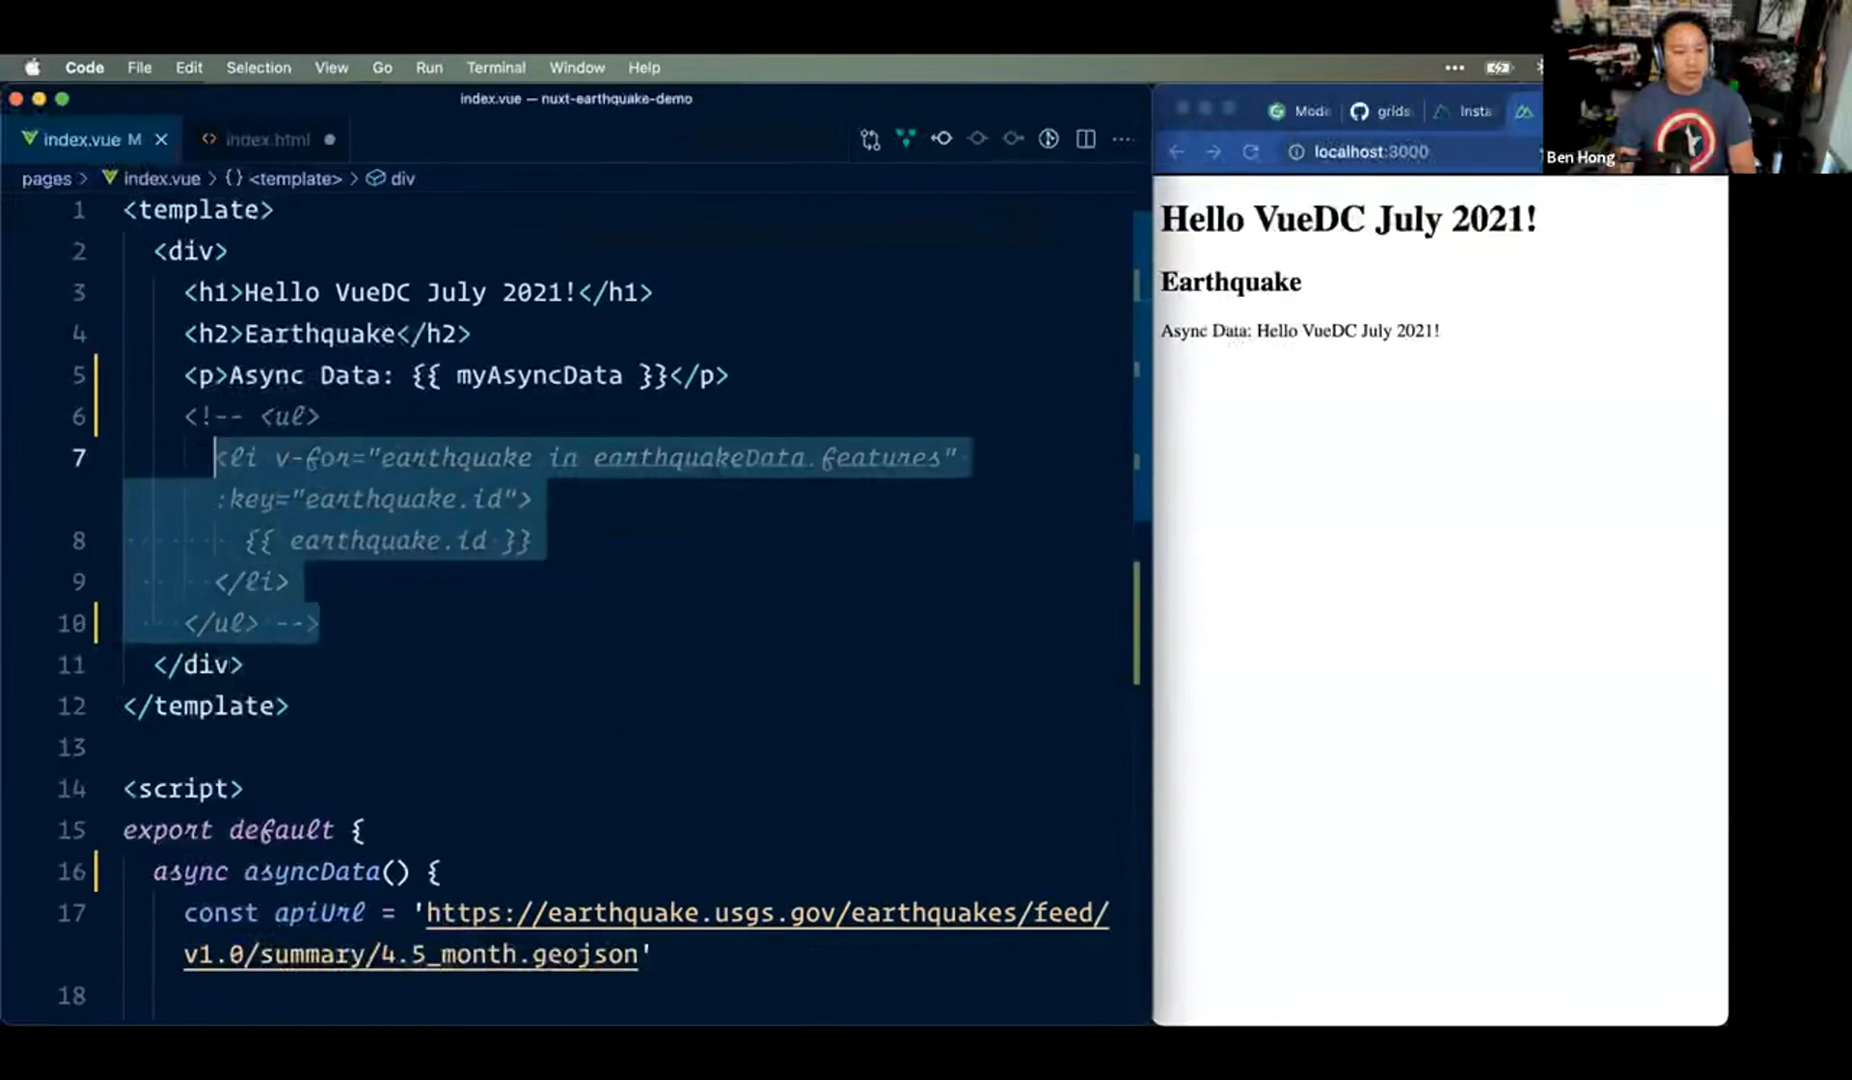 Code File Edit Selection View Go Run Terminal Window Help
index.vue — nuxt-earthquake-demo
index.vue M
index.html
pages > index.vue > {} <template> > div
1 <template>
2 <div>
3 <h1>Hello VueDC July 2021!</h1>
4 <h2>Earthquake</h2>
5 <p>Async Data: {{ myAsyncData }}</p>
6 <!-- <ul>
7 <li v-for="earthquake in earthquakeData.features"
:key="earthquake.id">
8 {{ earthquake.id }}
9 </li>
10 </ul> -->
11 </div>
12 </template>
13
14 <script>
15 export default {
16 async asyncData() {
17 const apiUrl = 'https://earthquake.usgs.gov/earthquakes/feed/
v1.0/summary/4.5_month.geojson'
18
Mode
grids
Insta
localhost:3000
Hello VueDC July 2021!
Earthquake
Async Data: Hello VueDC July 2021!
Ben Hong